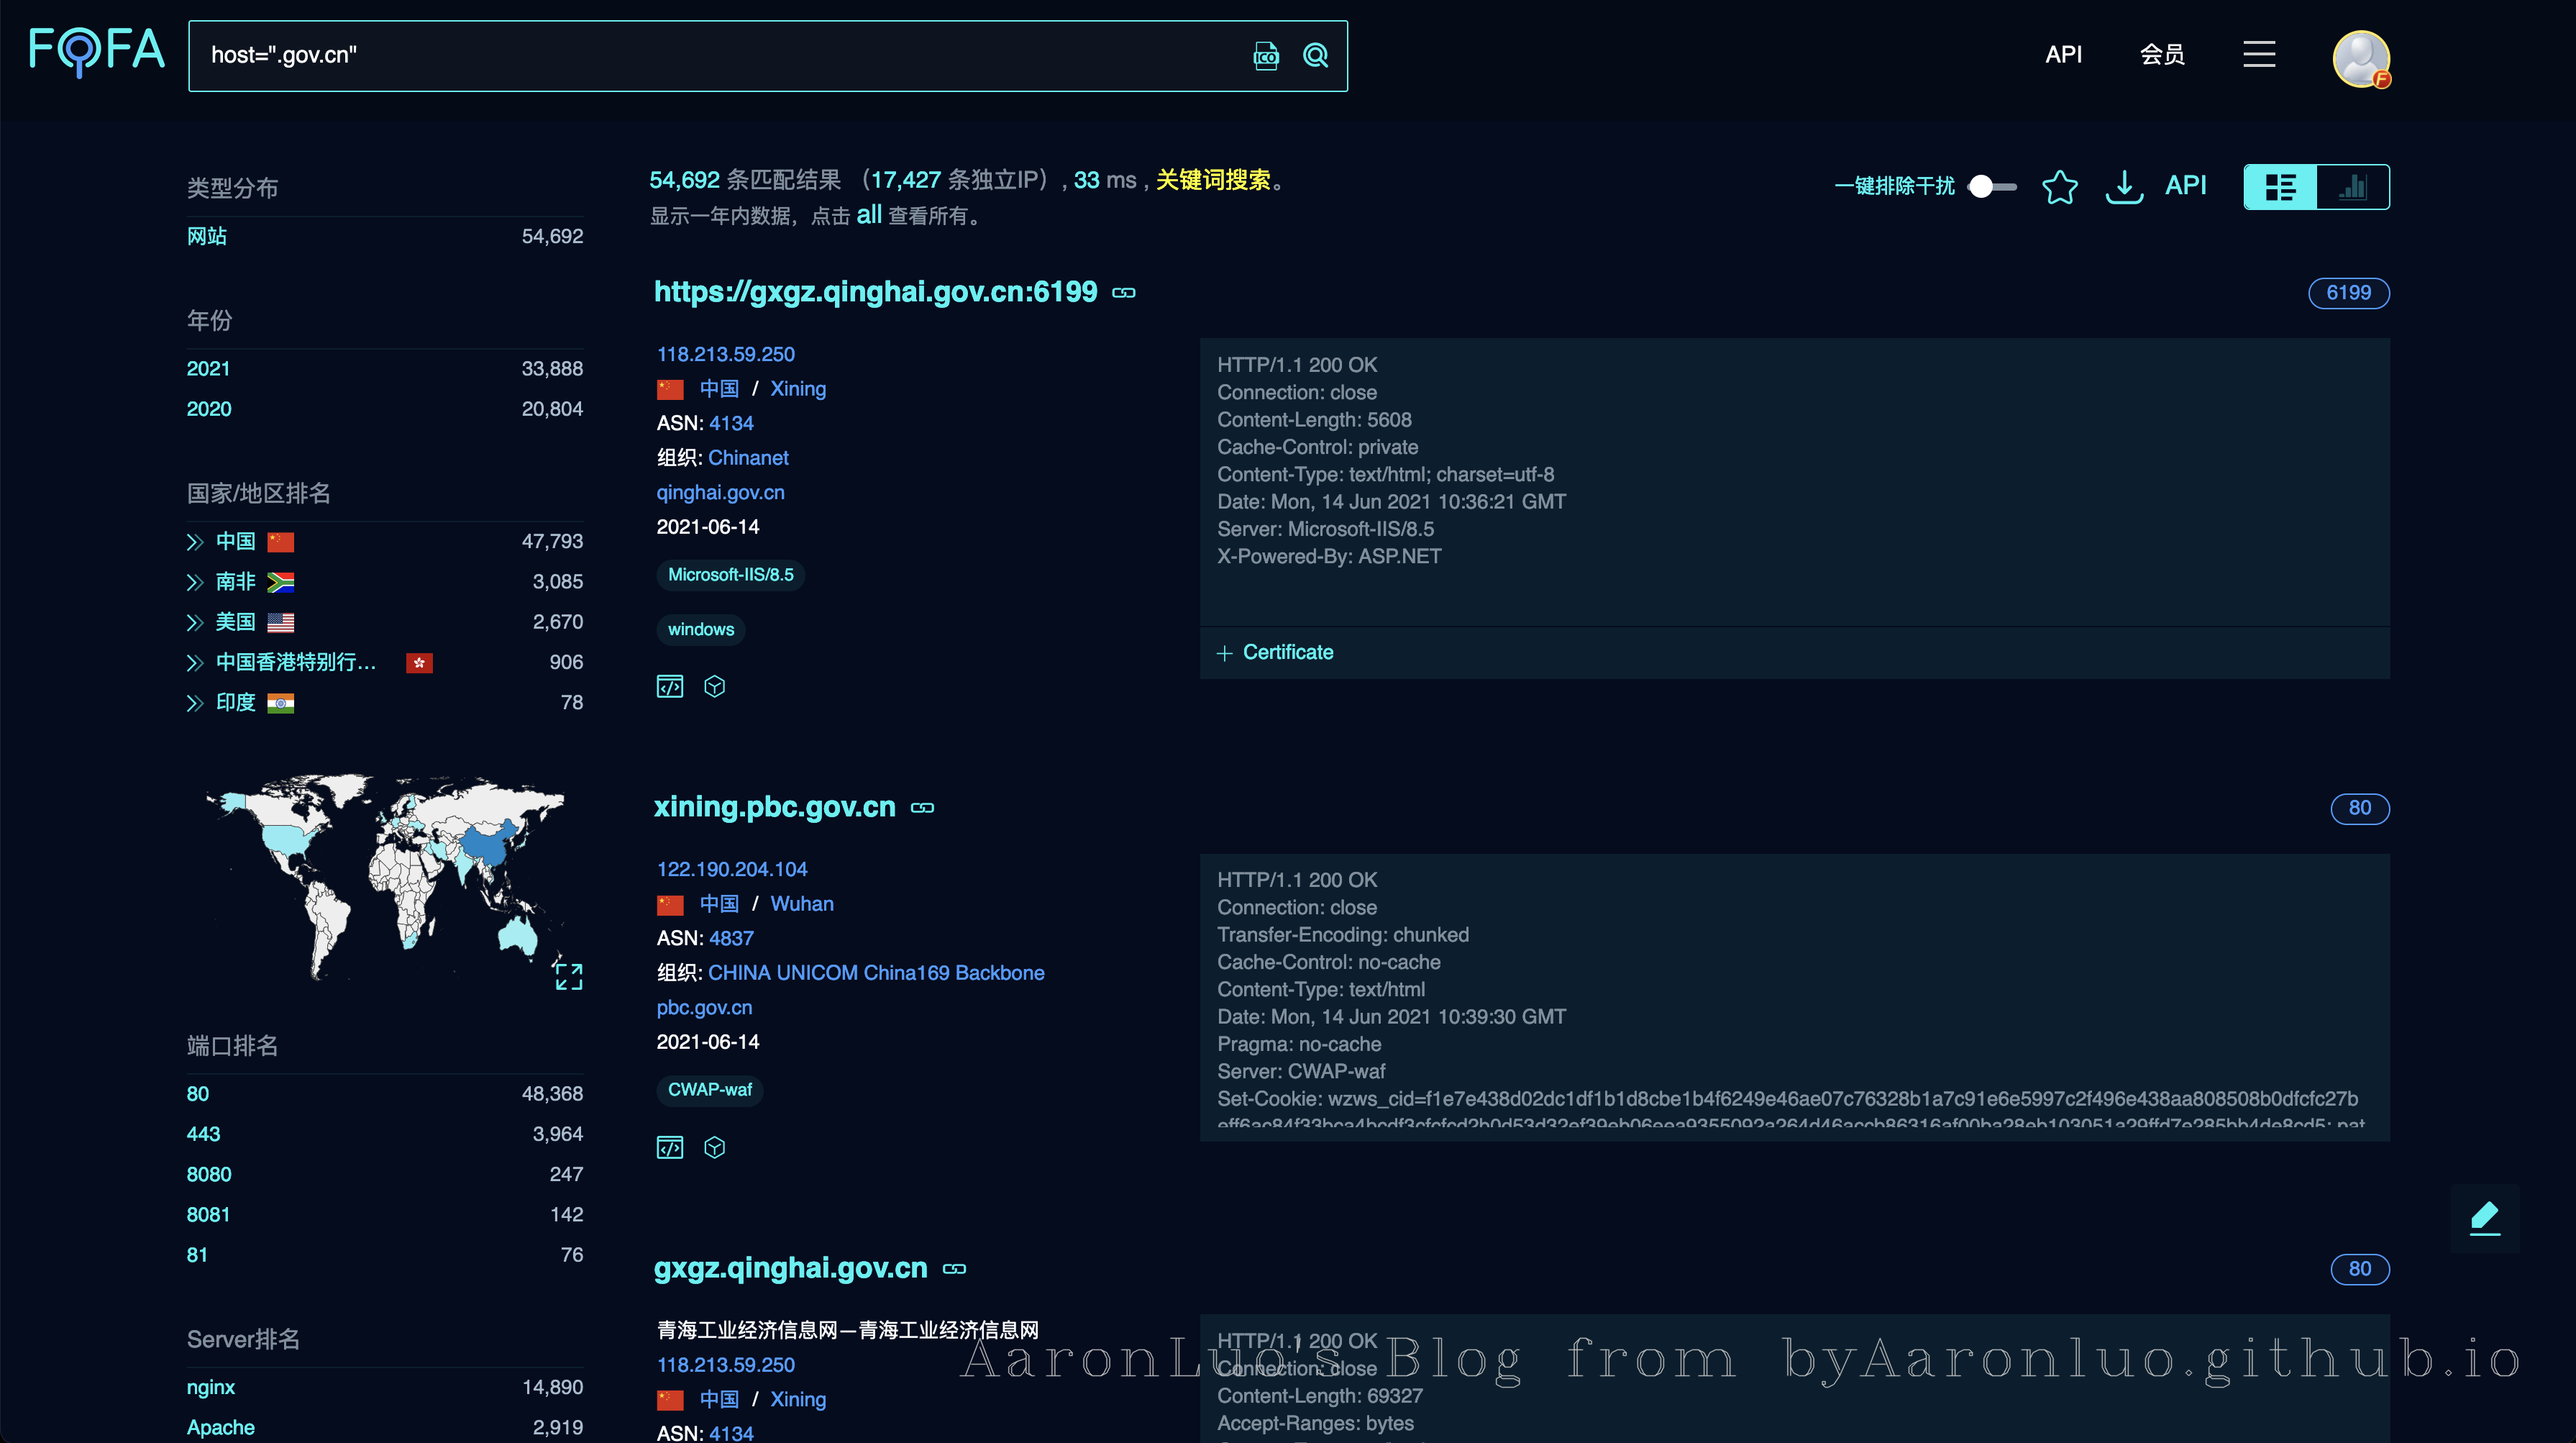 FOFA
host=".gov.cn"
ICO
API
会员
F
类型分布
网站 54,692
年份
2021 33,888
2020 20,804
国家/地区排名
中国 47,793
南非 3,085
美国 2,670
中国香港特别行... 906
印度 78
端口排名
80 48,368
443 3,964
8080 247
8081 142
81 76
Server排名
nginx 14,890
Apache 2,919
54,692 条匹配结果 (17,427 条独立IP) , 33 ms , 关键词搜索。
显示一年内数据, 点击 all 查看所有。
一键排除干扰
API
https://gxgz.qinghai.gov.cn:6199
6199
118.213.59.250
中国 / Xining
ASN: 4134
组织: Chinanet
qinghai.gov.cn
2021-06-14
Microsoft-IIS/8.5
windows
HTTP/1.1 200 OK
Connection: close
Content-Length: 5608
Cache-Control: private
Content-Type: text/html; charset=utf-8
Date: Mon, 14 Jun 2021 10:36:21 GMT
Server: Microsoft-IIS/8.5
X-Powered-By: ASP.NET
+ Certificate
xining.pbc.gov.cn
80
122.190.204.104
中国 / Wuhan
ASN: 4837
组织: CHINA UNICOM China169 Backbone
pbc.gov.cn
2021-06-14
CWAP-waf
HTTP/1.1 200 OK
Connection: close
Transfer-Encoding: chunked
Cache-Control: no-cache
Content-Type: text/html
Date: Mon, 14 Jun 2021 10:39:30 GMT
Pragma: no-cache
Server: CWAP-waf
Set-Cookie: wzws_cid=f1e7e438d02dc1df1b1d8cbe1b4f6249e46ae07c76328b1a7c91e6e5997c2f496e438aa808508b0dfcfc27b
gxgz.qinghai.gov.cn
80
青海工业经济信息网—青海工业经济信息网
118.213.59.250
中国 / Xining
ASN: 4134
HTTP/1.1 200 OK
Connection: close
Content-Length: 69327
Accept-Ranges: bytes
AaronLuo's Blog from byAaronluo.github.io